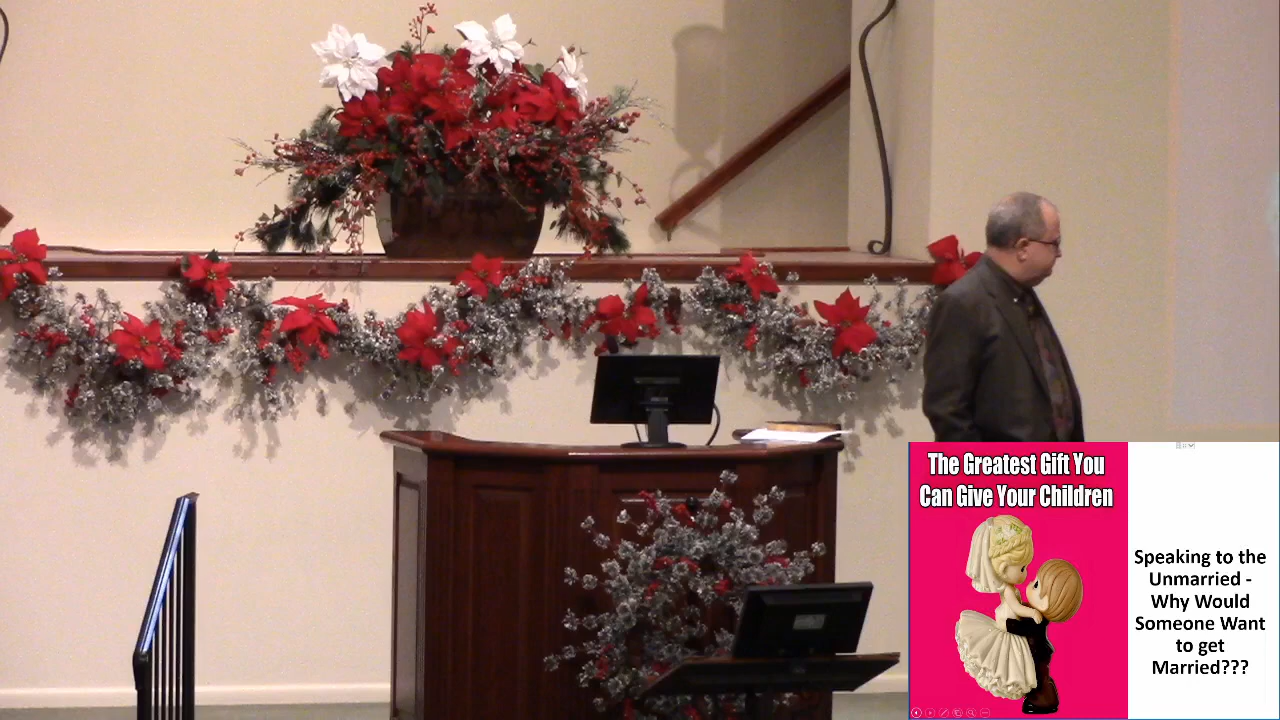 The Greatest Gift You
Can Give Your Children
Speaking to the
Unmarried -
Why Would
Someone Want
to get
Married???